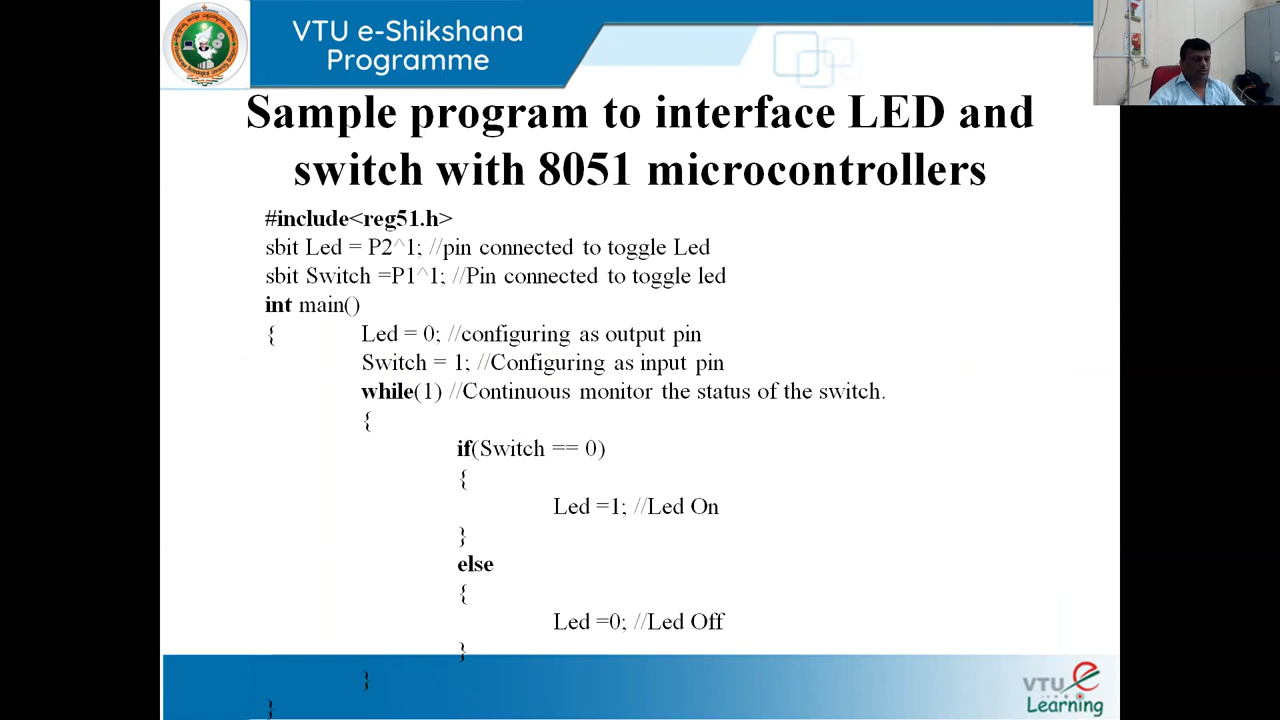 VTU e-Shikshana
Programme
Sample program to interface LED and
switch with 8051 microcontrollers
#include<reg51.h>
sbit Led = P2^1; //pin connected to toggle Led
sbit Switch =P1^1; //Pin connected to toggle led
int main()
{ Led = 0; //configuring as output pin
Switch = 1; //Configuring as input pin
while(1) //Continuous monitor the status of the switch.
{
if(Switch == 0)
{
Led =1; //Led On
}
else
{
Led =0; //Led Off
}
}
}
VTU e
Learning